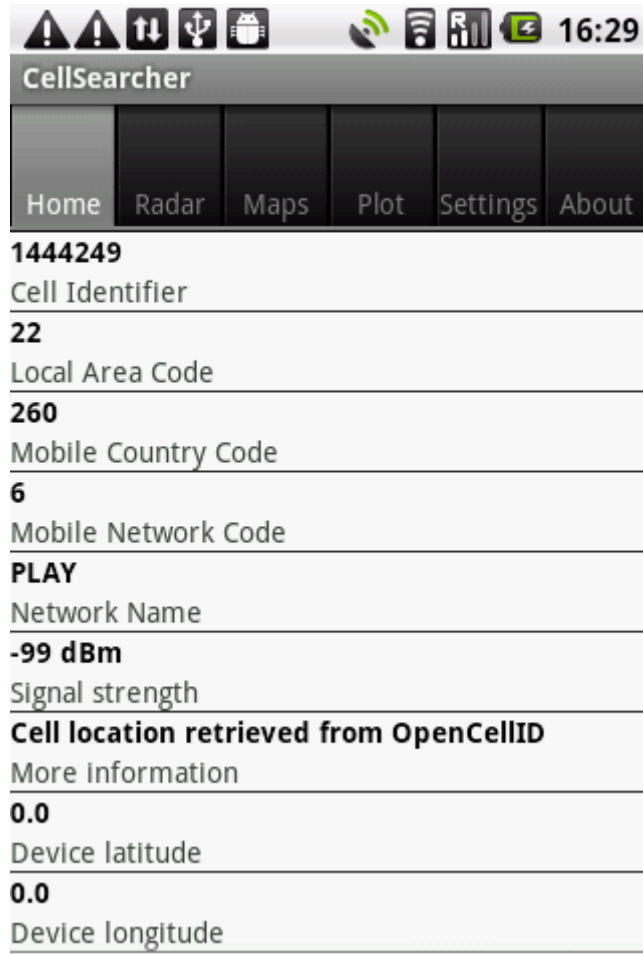 16:29
CellSearcher
Home Radar Maps Plot Settings About
1444249
Cell Identifier
22
Local Area Code
260
Mobile Country Code
6
Mobile Network Code
PLAY
Network Name
-99 dBm
Signal strength
Cell location retrieved from OpenCellID
More information
0.0
Device latitude
0.0
Device longitude